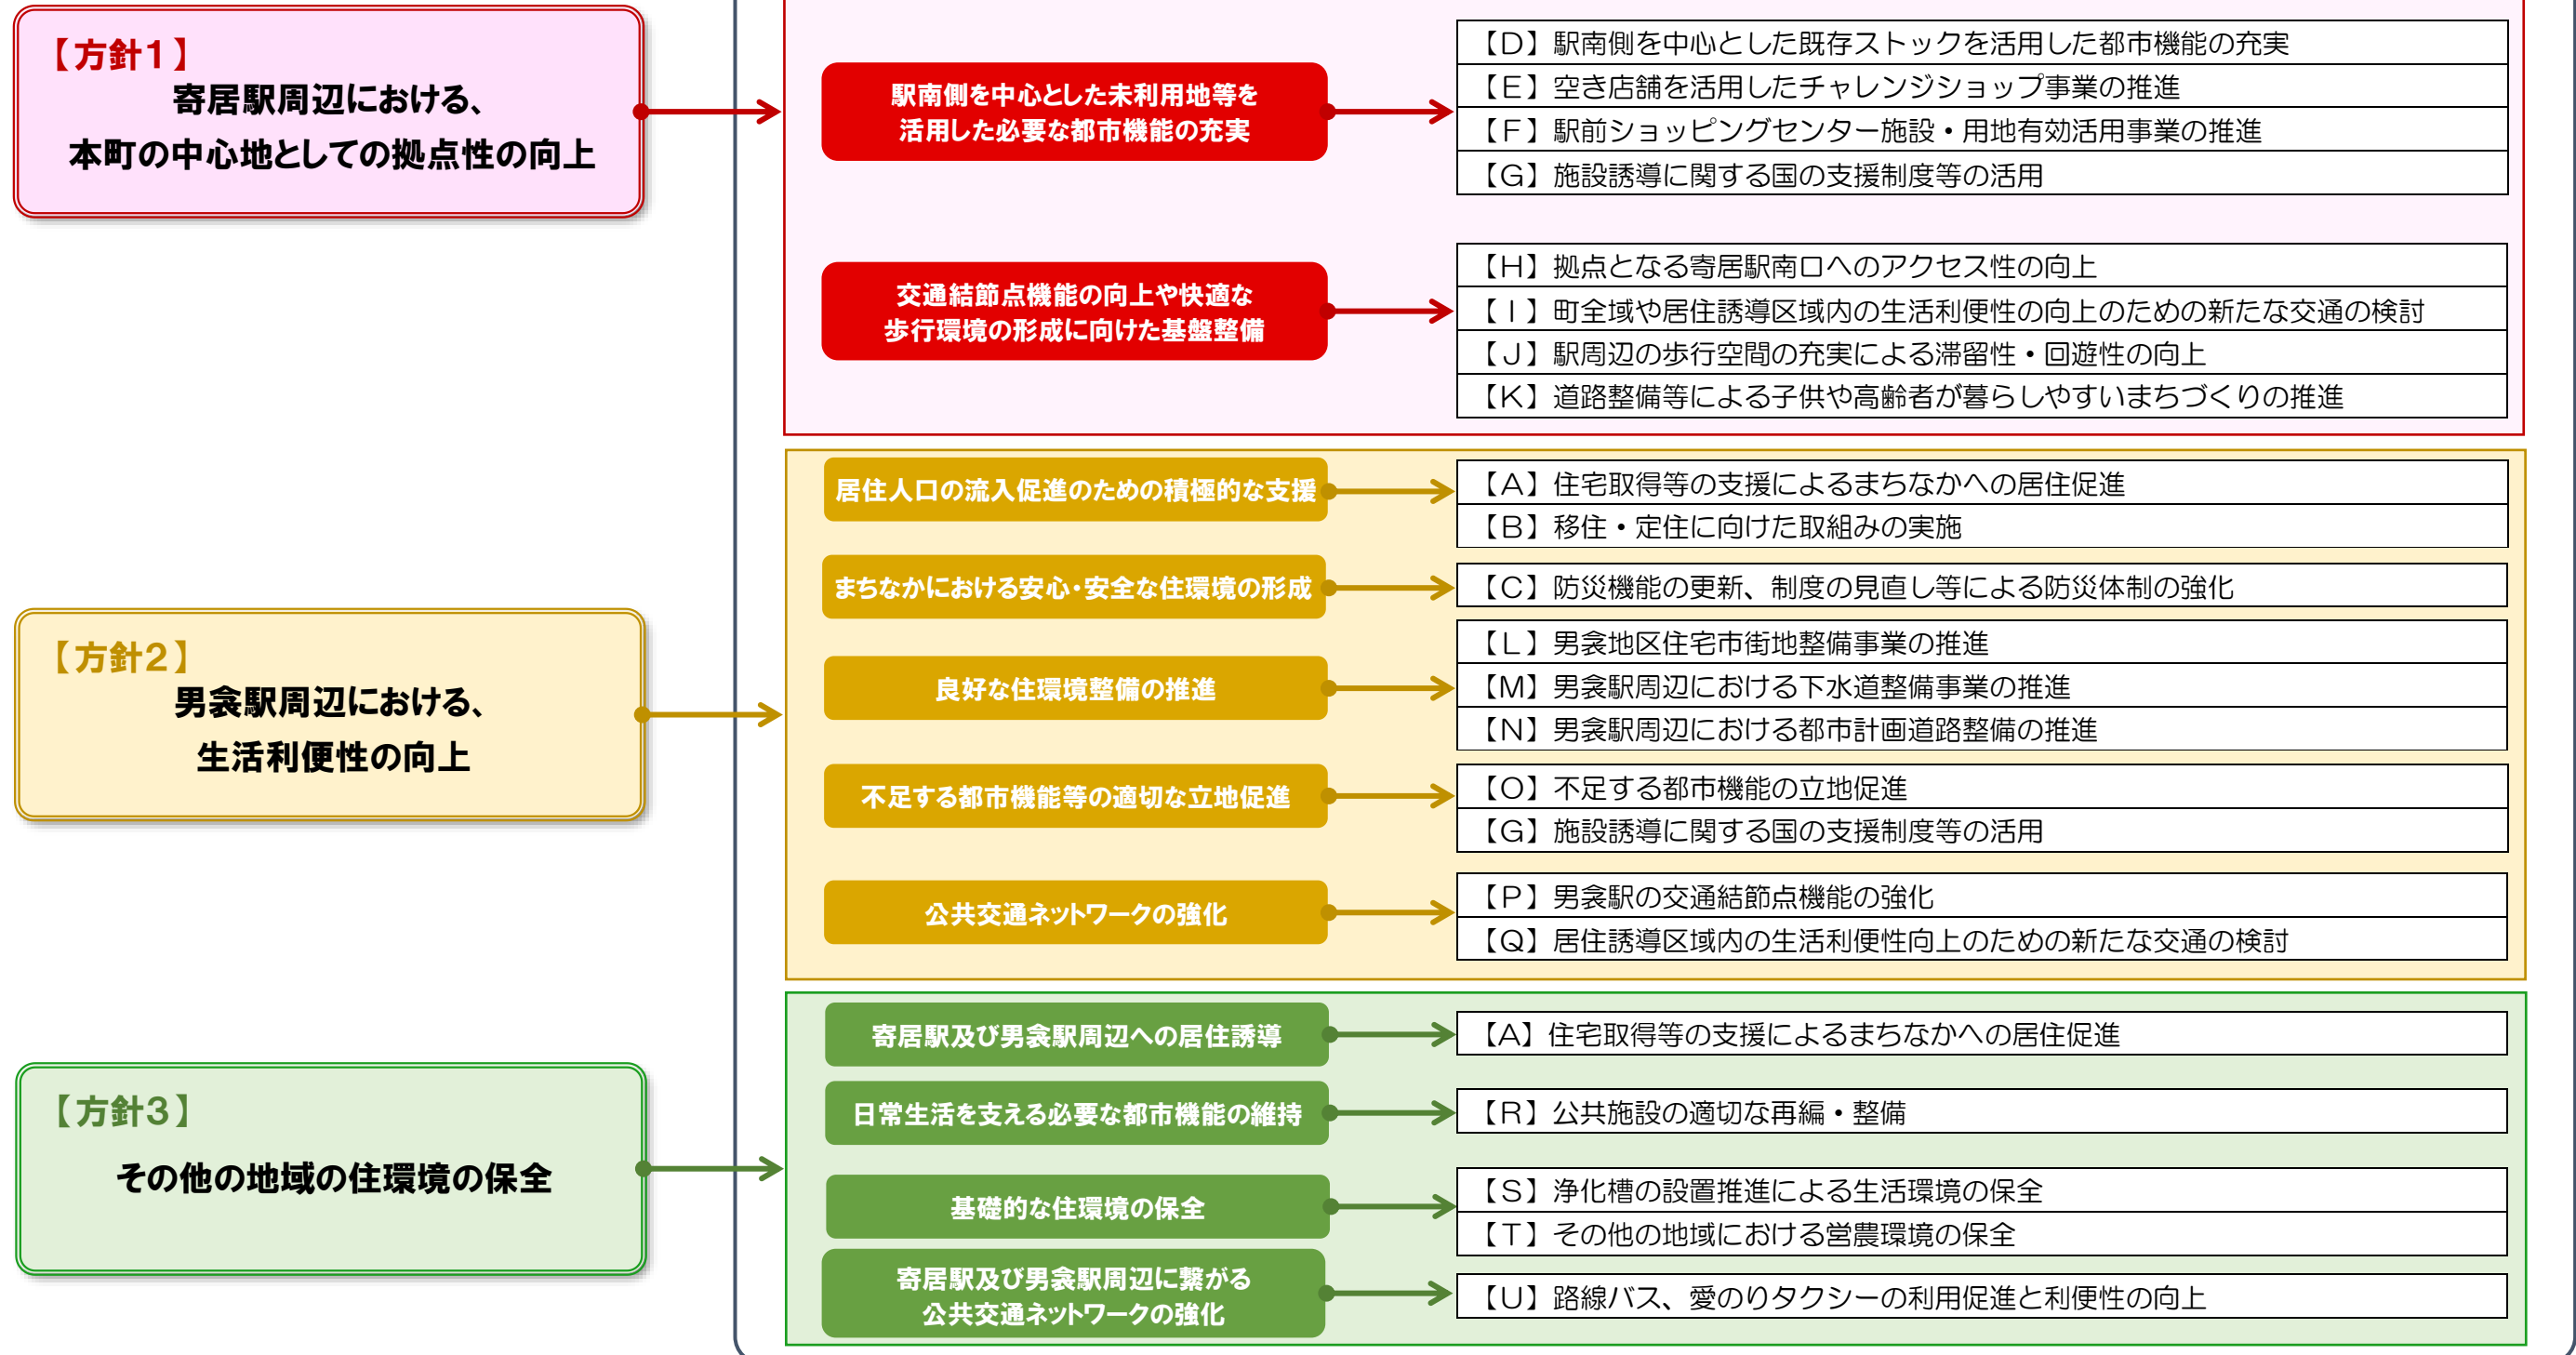 【方針1】
寄居駅周辺における、
本町の中心地としての拠点性の向上
駅南側を中心とした未利用地等を
活用した必要な都市機能の充実
【D】駅南側を中心とした既存ストックを活用した都市機能の充実
【E】空き店舗を活用したチャレンジショップ事業の推進
【F】駅前ショッピングセンター施設・用地有効活用事業の推進
【G】施設誘導に関する国の支援制度等の活用
交通結節点機能の向上や快適な
歩行環境の形成に向けた基盤整備
【H】拠点となる寄居駅南口へのアクセス性の向上
【I】町全域や居住誘導区域内の生活利便性の向上のための新たな交通の検討
【J】駅周辺の歩行空間の充実による滞留性・回遊性の向上
【K】道路整備等による子供や高齢者が暮らしやすいまちづくりの推進
【方針2】
男衾駅周辺における、
生活利便性の向上
居住人口の流入促進のための積極的な支援
【A】住宅取得等の支援によるまちなかへの居住促進
【B】移住・定住に向けた取組みの実施
まちなかにおける安心・安全な住環境の形成
【C】防災機能の更新、制度の見直し等による防災体制の強化
良好な住環境整備の推進
【L】男衾地区住宅市街地整備事業の推進
【M】男衾駅周辺における下水道整備事業の推進
【N】男衾駅周辺における都市計画道路整備の推進
不足する都市機能等の適切な立地促進
【O】不足する都市機能の立地促進
【G】施設誘導に関する国の支援制度等の活用
公共交通ネットワークの強化
【P】男衾駅の交通結節点機能の強化
【Q】居住誘導区域内の生活利便性向上のための新たな交通の検討
【方針3】
その他の地域の住環境の保全
寄居駅及び男衾駅周辺への居住誘導
【A】住宅取得等の支援によるまちなかへの居住促進
日常生活を支える必要な都市機能の維持
【R】公共施設の適切な再編・整備
基礎的な住環境の保全
【S】浄化槽の設置推進による生活環境の保全
【T】その他の地域における営農環境の保全
寄居駅及び男衾駅周辺に繋がる
公共交通ネットワークの強化
【U】路線バス、愛のりタクシーの利用促進と利便性の向上